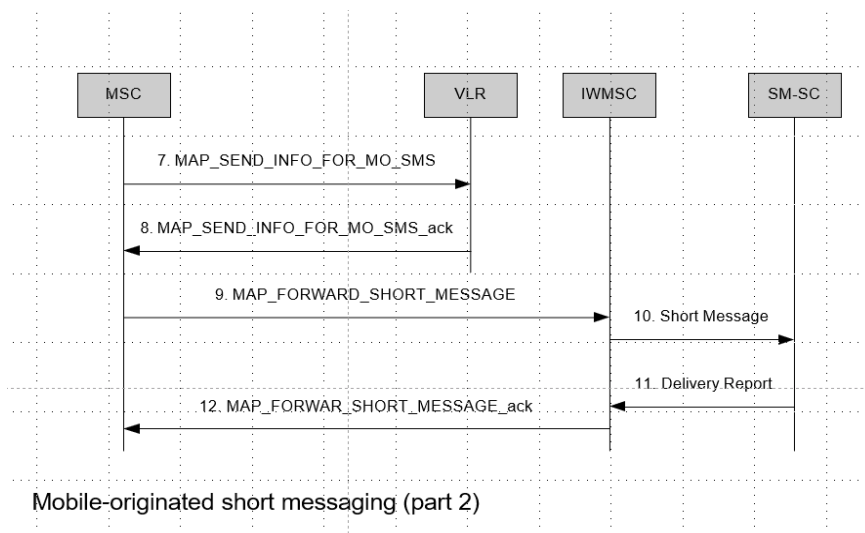 MSC
VLR
IWMSC
SM-SC
7. MAP_SEND_INFO_FOR_MO_SMS
8. MAP_SEND_INFO_FOR_MO_SMS_ack
9. MAP_FORWARD_SHORT_MESSAGE
10. Short Message
11. Delivery Report
12. MAP_FORWAR_SHORT_MESSAGE_ack
Mobile-originated short messaging (part 2)